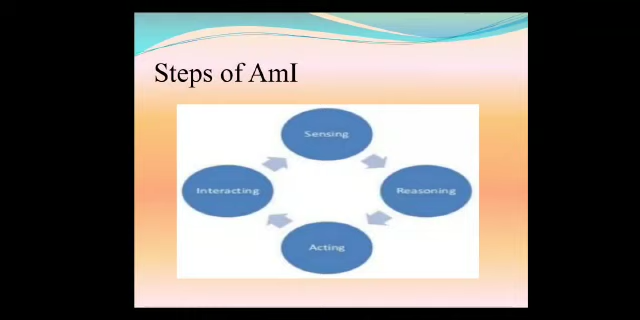 Steps of AmI
Sensing
Interacting
Reasoning
Acting